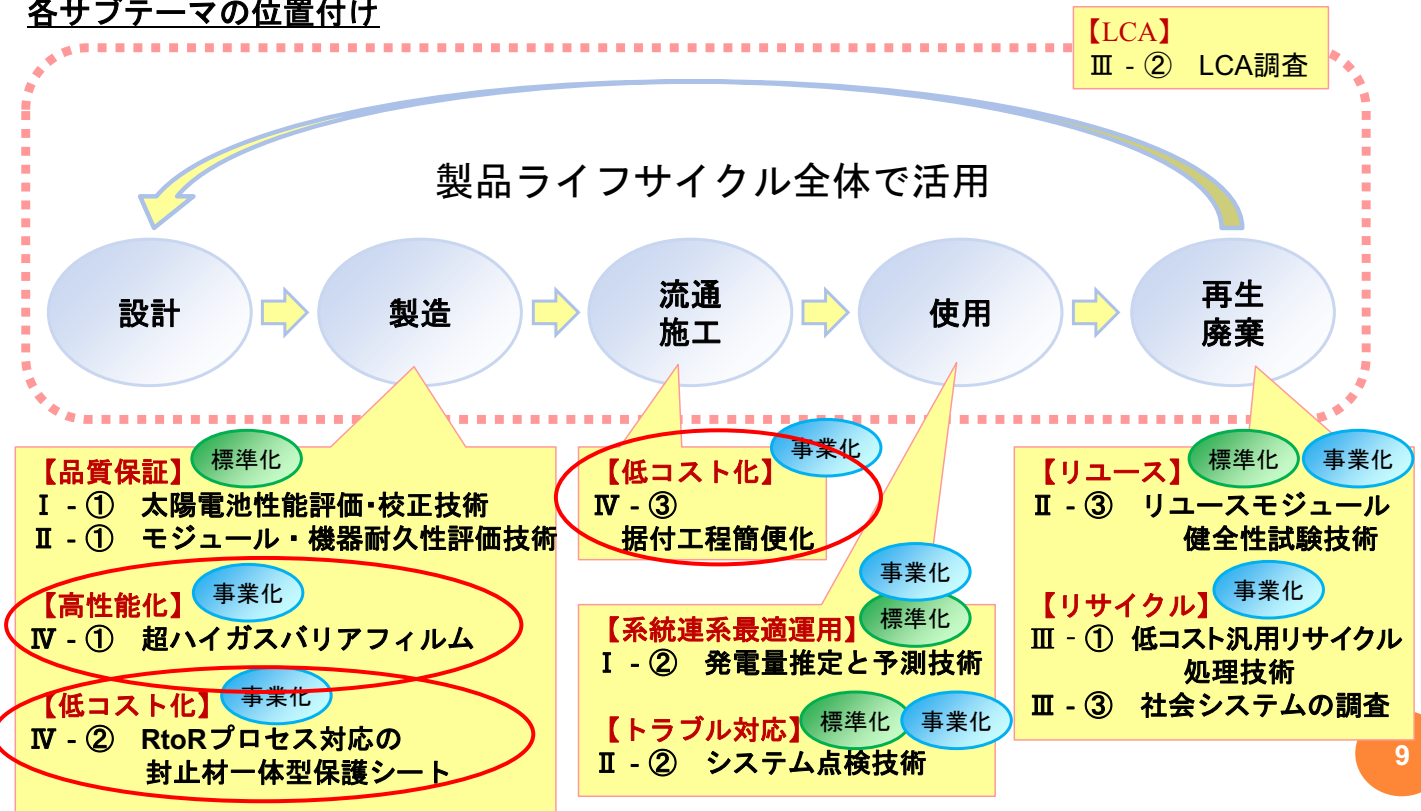 各サブテーマの位置付け
【LCA】
Ⅲ - ② LCA調査
製品ライフサイクル全体で活用
設計
製造
流通
施工
使用
再生
廃棄
【品質保証】 標準化
Ⅰ - ① 太陽電池性能評価・校正技術
Ⅱ - ① モジュール・機器耐久性評価技術
【高性能化】 事業化
Ⅳ - ① 超ハイガスバリアフィルム
【低コスト化】 事業化
Ⅳ - ② RtoRプロセス対応の
封止材一体型保護シート
事業化
【低コスト化】
Ⅳ - ③
据付工程簡便化
事業化
【系統連系最適運用】 標準化
Ⅰ - ② 発電量推定と予測技術
【トラブル対応】 標準化 事業化
Ⅱ - ② システム点検技術
【リユース】 標準化 事業化
Ⅱ - ③ リユースモジュール
健全性試験技術
【リサイクル】 事業化
Ⅲ - ① 低コスト汎用リサイクル
処理技術
Ⅲ - ③ 社会システムの調査
9